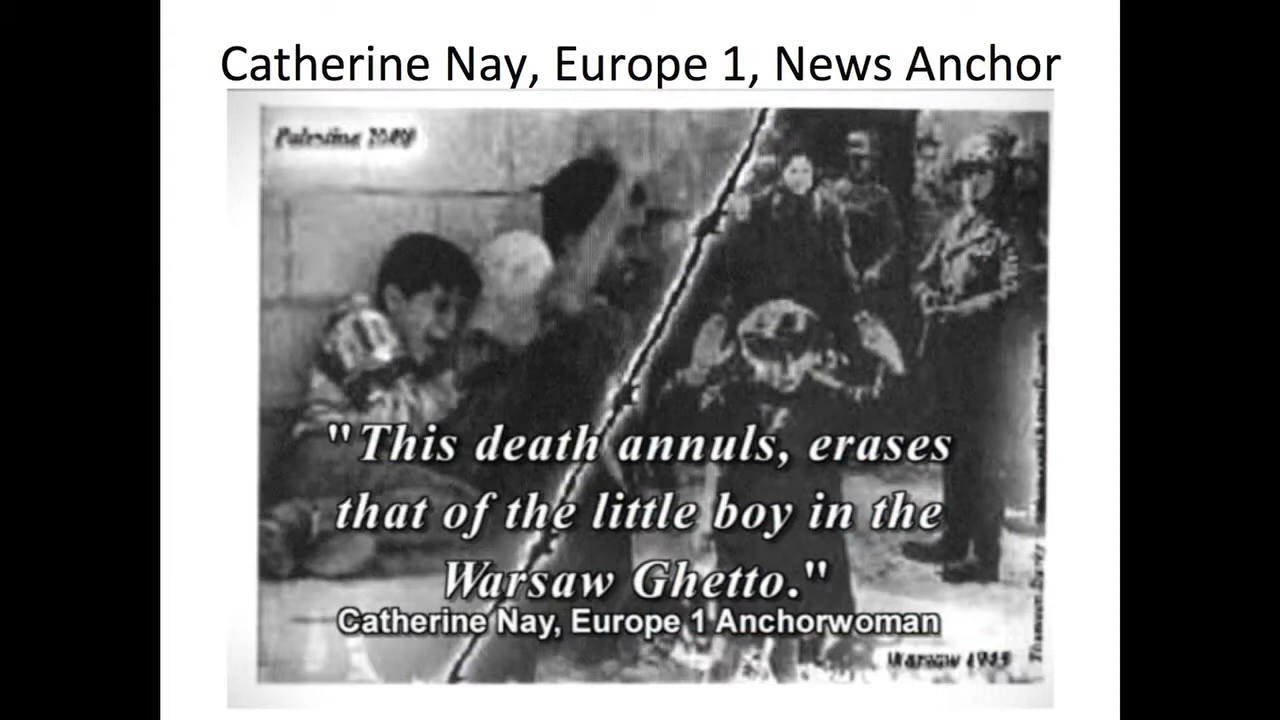 Catherine Nay, Europe 1, News Anchor
"This death annuls, erases
that of the little boy in the
Warsaw Ghetto."
Catherine Nay, Europe 1 Anchorwoman